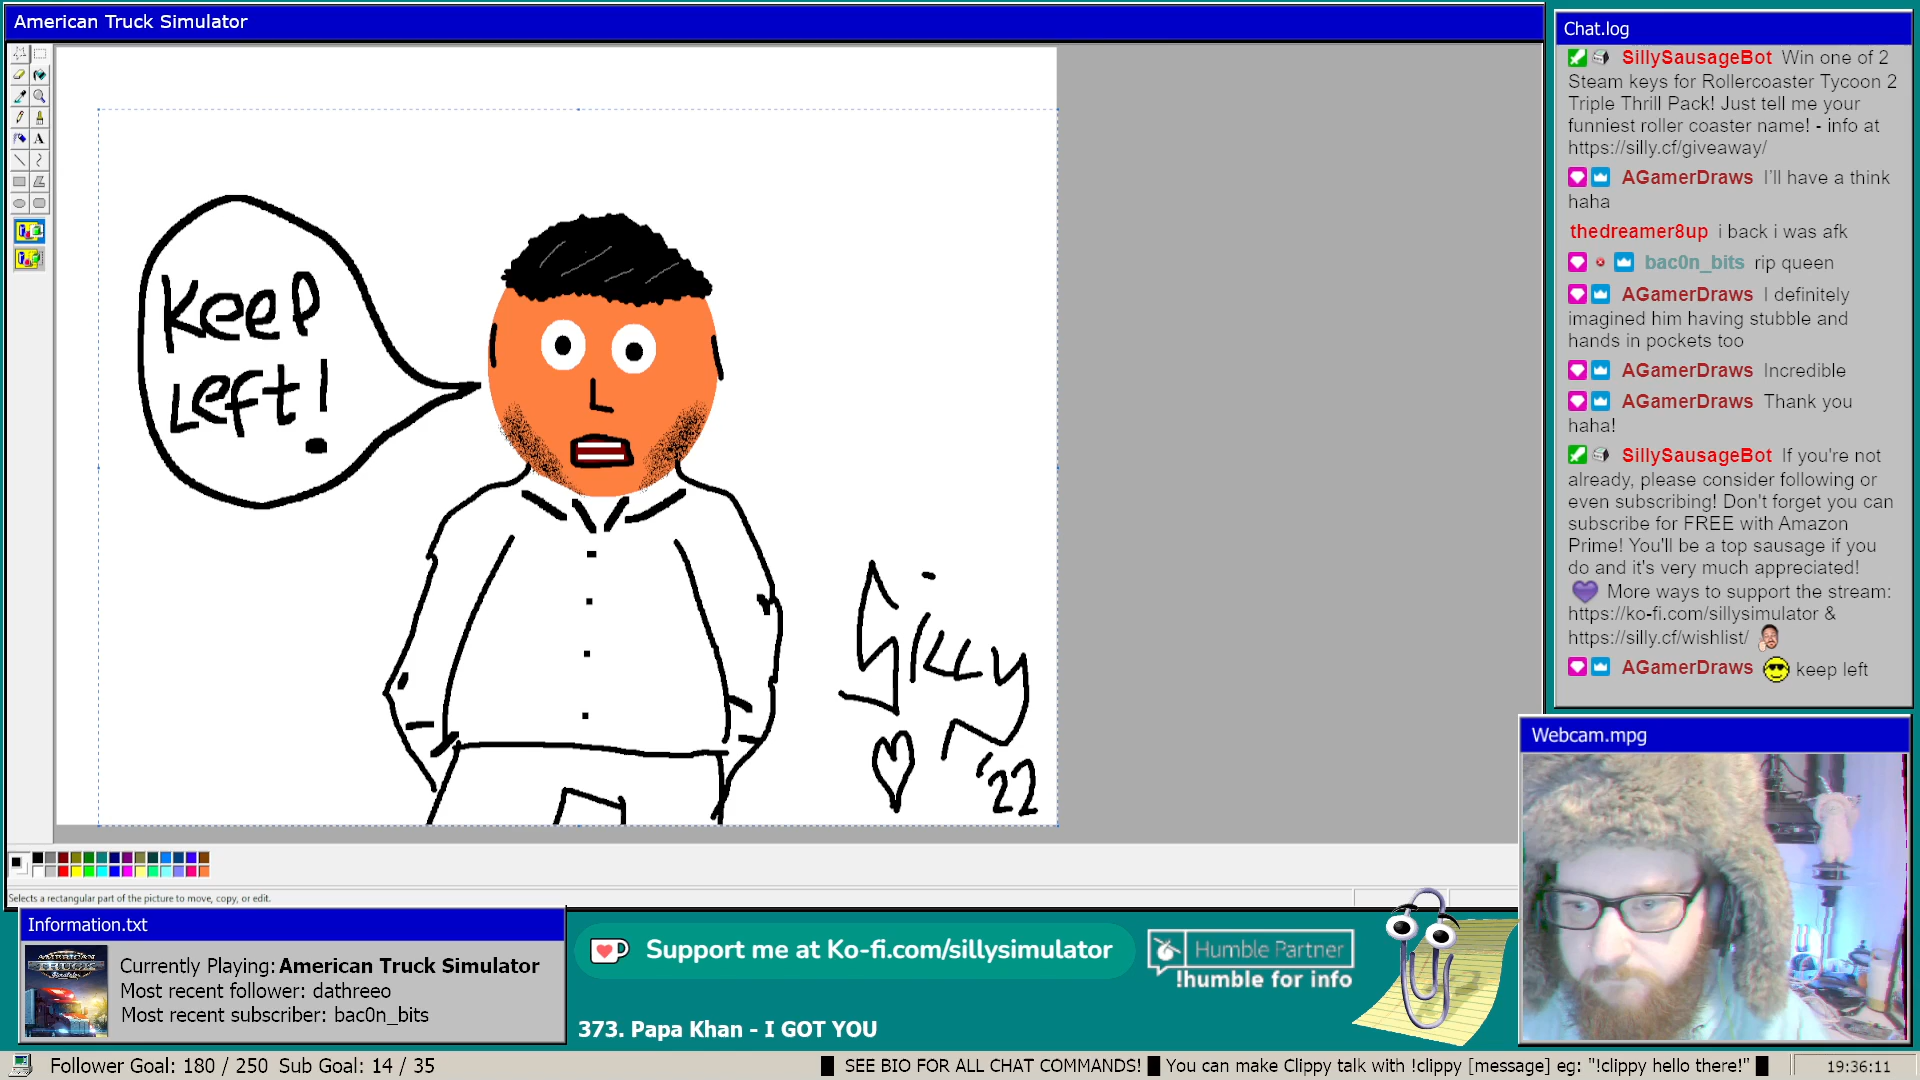 American Truck Simulator
Keep
Left!
Silly
'22
Selects a rectangular part of the picture to move, copy, or edit.
Chat.log
SillySausageBot Win one of 2
Steam keys for Rollercoaster Tycoon 2
Triple Thrill Pack! Just tell me your
funniest roller coaster name! - info at
https://silly.cf/giveaway/
AGamerDraws I'll have a think
haha
thedreamer8up i back i was afk
bac0n_bits rip queen
AGamerDraws I definitely
imagined him having stubble and
hands in pockets too
AGamerDraws Incredible
AGamerDraws Thank you
haha!
SillySausageBot If you're not
already, please consider following or
even subscribing! Don't forget you can
subscribe for FREE with Amazon
Prime! You'll be a top sausage if you
do and it's very much appreciated!
More ways to support the stream:
https://ko-fi.com/sillysimulator &
https://silly.cf/wishlist/
AGamerDraws keep left
Webcam.mpg
Information.txt
AMERICAN
TRUCK
Simulator
Currently Playing: American Truck Simulator
Most recent follower: dathreeo
Most recent subscriber: bac0n_bits
Support me at Ko-fi.com/sillysimulator
Humble Partner
!humble for info
373. Papa Khan - I GOT YOU
Follower Goal: 180 / 250 Sub Goal: 14 / 35
SEE BIO FOR ALL CHAT COMMANDS! You can make Clippy talk with !clippy [message] eg: "!clippy hello there!"
19:36:11